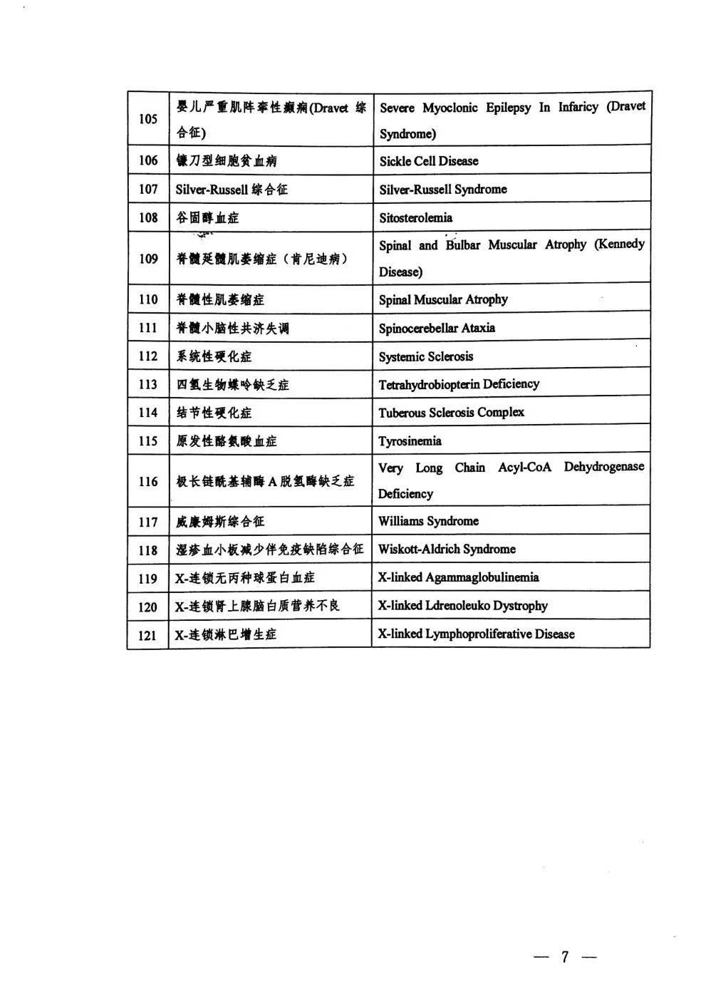 105 婴儿严重肌阵挛性癫痫(Dravet 综 Severe Myoclonic Epilepsy In Infaricy (Dravet
合征) Syndrome)
106 镰刀型细胞贫血病 Sickle Cell Disease
107 Silver-Russell 综合征 Silver-Russell Syndrome
108 谷固醇血症 Sitosterolemia
109 脊髓延髓肌萎缩症（肯尼迪病） Spinal and Bulbar Muscular Atrophy (Kennedy
Disease)
110 脊髓性肌萎缩症 Spinal Muscular Atrophy
111 脊髓小脑性共济失调 Spinocerebellar Ataxia
112 系统性硬化症 Systemic Sclerosis
113 四氢生物蝶呤缺乏症 Tetrahydrobiopterin Deficiency
114 结节性硬化症 Tuberous Sclerosis Complex
115 原发性酪氨酸血症 Tyrosinemia
116 极长链酰基辅酶 A 脱氢酶缺乏症 Very Long Chain Acyl-CoA Dehydrogenase
Deficiency
117 威廉姆斯综合征 Williams Syndrome
118 湿疹血小板减少伴免疫缺陷综合征 Wiskott-Aldrich Syndrome
119 X-连锁无丙种球蛋白血症 X-linked Agammaglobulinemia
120 X-连锁肾上腺脑白质营养不良 X-linked Ldrenoleuko Dystrophy
121 X-连锁淋巴增生症 X-linked Lymphoproliferative Disease
— 7 —